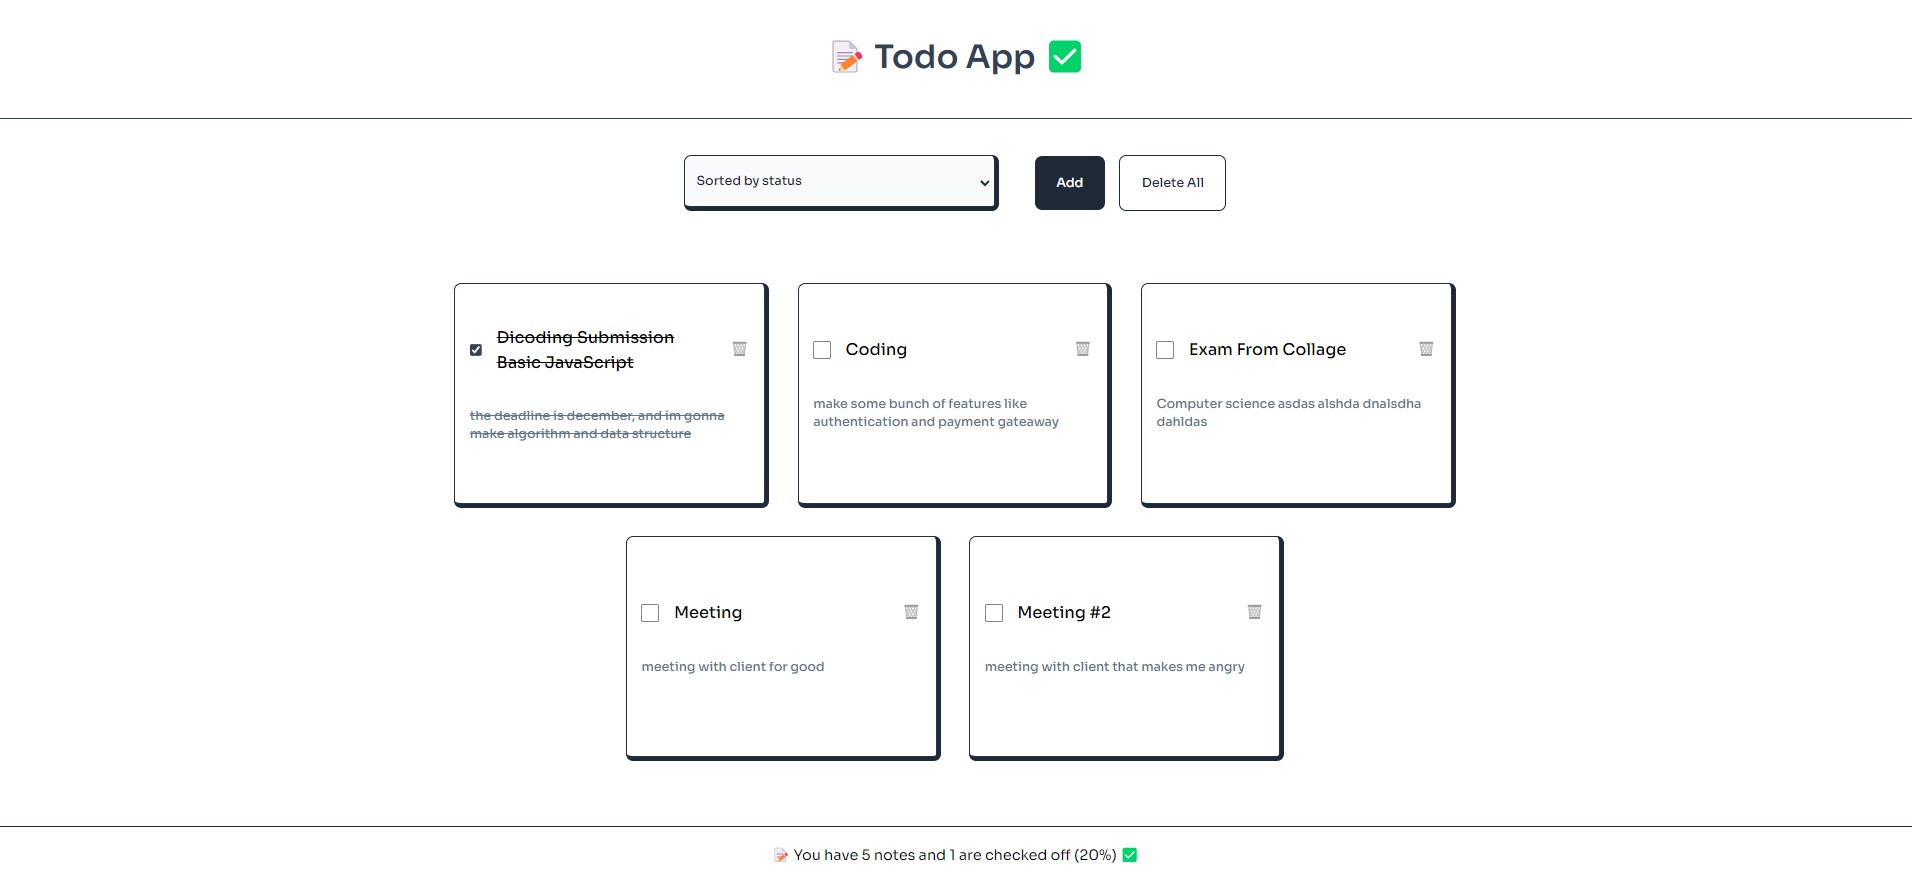 📝 Todo App ✅
Sorted by status
Add
Delete All
Dicoding Submission
Basic JavaScript
the deadline is december, and im gonna
make algorithm and data structure
Coding
make some bunch of features like
authentication and payment gateaway
Exam From Collage
Computer science asdas alshda dnalsdha
dahldas
Meeting
meeting with client for good
Meeting #2
meeting with client that makes me angry
📝 You have 5 notes and 1 are checked off (20%) ✅